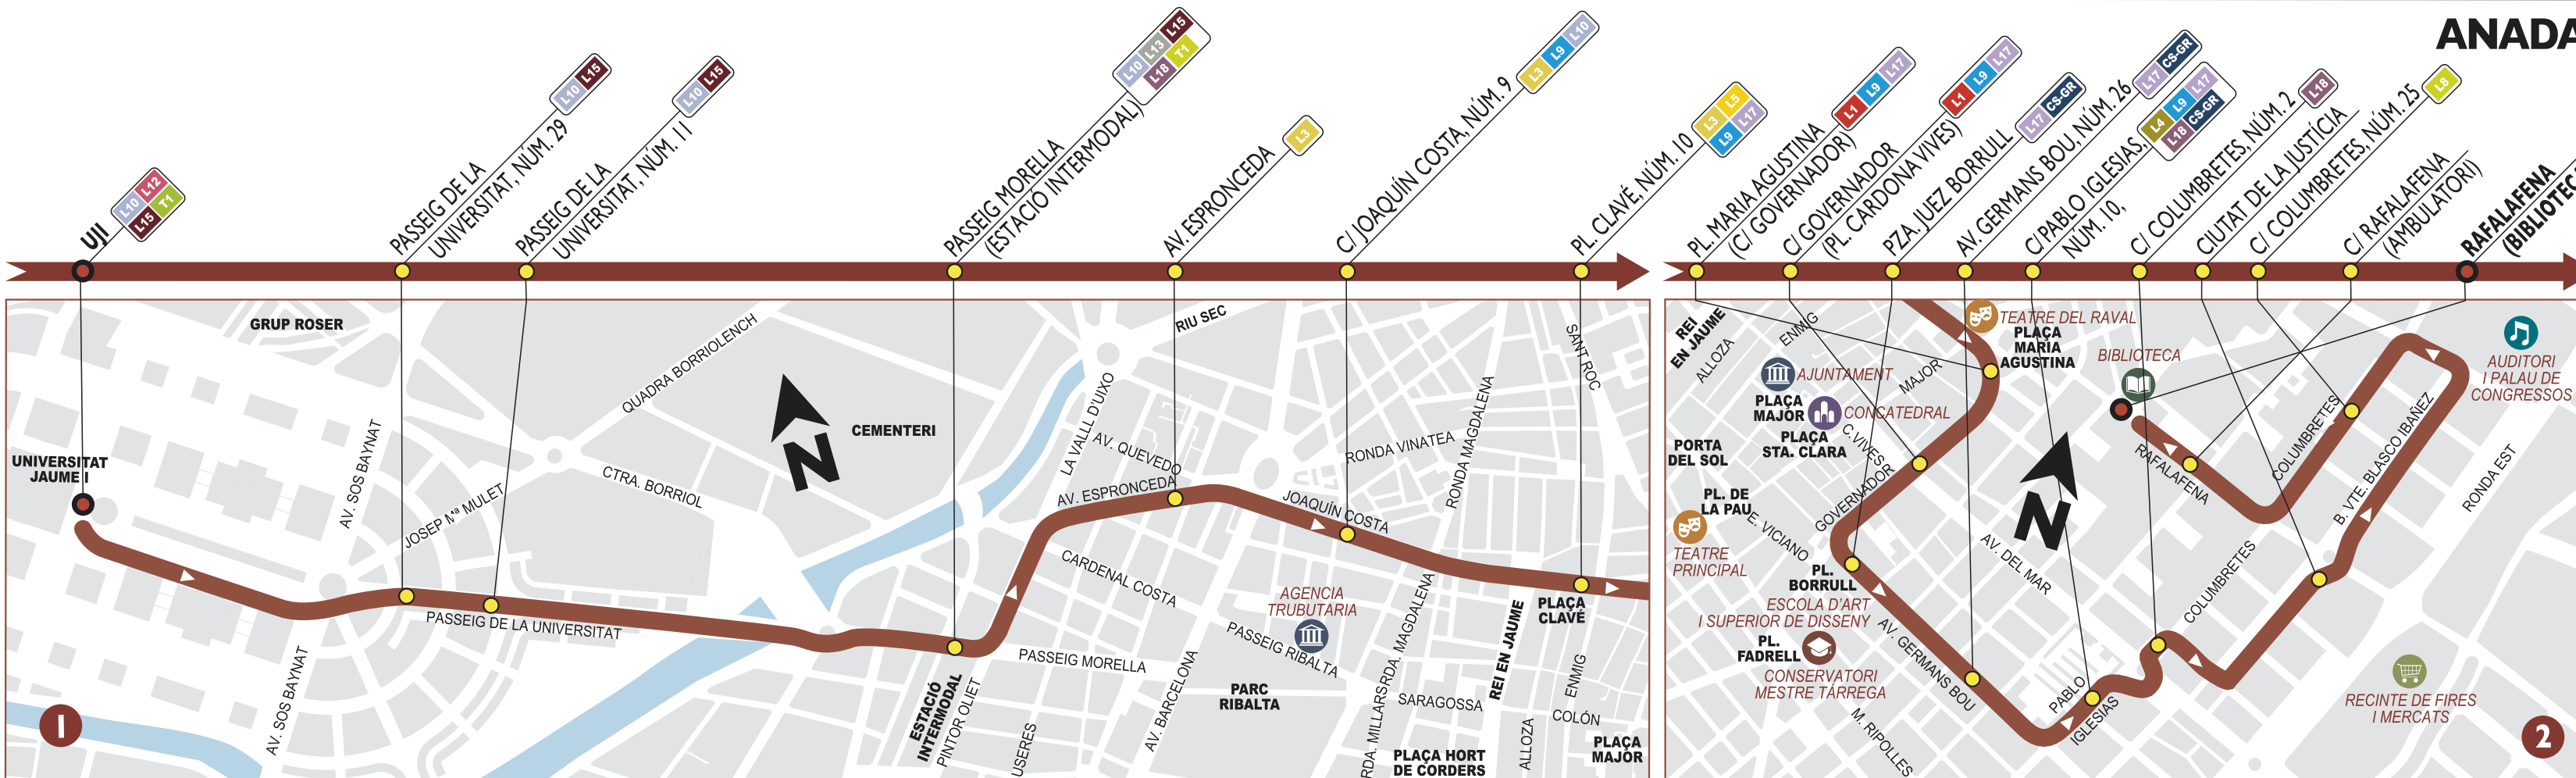 ANADA
UJI
L10 L12
L15 T1
PASSEIG DE LA
UNIVERSITAT, NÚM. 29
L10 L15
PASSEIG DE LA
UNIVERSITAT, NÚM. 11
L10 L15
PASSEIG MORELLA
(ESTACIÓ INTERMODAL)
L10 L13 L15
L18 T1
AV. ESPRONCEDA
L3
C/ JOAQUÍN COSTA, NÚM. 9
L3 L9 L10
PL. CLAVÉ, NÚM. 10
L3 L5
L9 L17
PL. MARIA AGUSTINA
(C/ GOVERNADOR)
L1 L9 L17
C/ GOVERNADOR
(PL. CARDONA VIVES)
L1 L9 L17
PZA. JUEZ BORRULL
L17 CS-GR
AV. GERMANS BOU, NÚM. 26
L17 CS-GR
C/PABLO IGLESIAS,
NÚM. 10,
L4 L9 L17
L18 CS-GR
C/ COLUMBRETES, NÚM. 2
L18
CIUTAT DE LA JUSTÍCIA
C/ COLUMBRETES, NÚM. 25
L8
C/ RAFALAFENA
(AMBULATORI)
RAFALAFENA
GRUP ROSER
QUADRA BORRIOLENCH
RIU SEC
SANT ROC
CEMENTERI
LA VALLL D'UIXO
AV. QUEVEDO
AV. ESPRONCEDA
RONDA VINATEA
RONDA MAGDALENA
UNIVERSITAT
JAUME I
AV. SOS BAYNAT
JOSEP Mª MULET
CTRA. BORRIOL
JOAQUÍN COSTA
CARDENAL COSTA
AGENCIA
TRUBUTARIA
PASSEIG DE LA UNIVERSITAT
PASSEIG RIBALTA
PASSEIG MORELLA
PLAÇA
CLAVÉ
REI EN JAUME
AV. SOS BAYNAT
ESTACIÓ
INTERMODAL
PINTOR OLIET
USERES
AV. BARCELONA
PARC
RIBALTA
RDA. MILLARSRDA. MAGDALENA
SARAGOSSA
ENMIG
COLÓN
ALLOZA
PLAÇA HORT
DE CORDERS
PLAÇA
MAJOR
1
REI
EN JAUME
ALLOZA
ENMIG
TEATRE DEL RAVAL
PLAÇA
MARIA
AGUSTINA
AJUNTAMENT
MAJOR
PLAÇA
MAJOR
CONCATEDRAL
PLAÇA
STA. CLARA
C.VIVES
GOVERNADOR
PORTA
DEL SOL
BIBLIOTECA
AUDITORI
I PALAU DE
CONGRESSOS
PL. DE
LA PAU
E. VICIANO
TEATRE
PRINCIPAL
RAFALAFENA
COLUMBRETES
B. VTE. BLASCO IBAÑEZ
RONDA EST
PL.
BORRULL
AV. DEL MAR
COLUMBRETES
ESCOLA D'ART
I SUPERIOR DE DISSENY
PL.
FADRELL
CONSERVATORI
MESTRE TÁRREGA
AV. GERMANS BOU
M. RIPOLLES
PABLO
IGLESIAS
RECINTE DE FIRES
I MERCATS
2